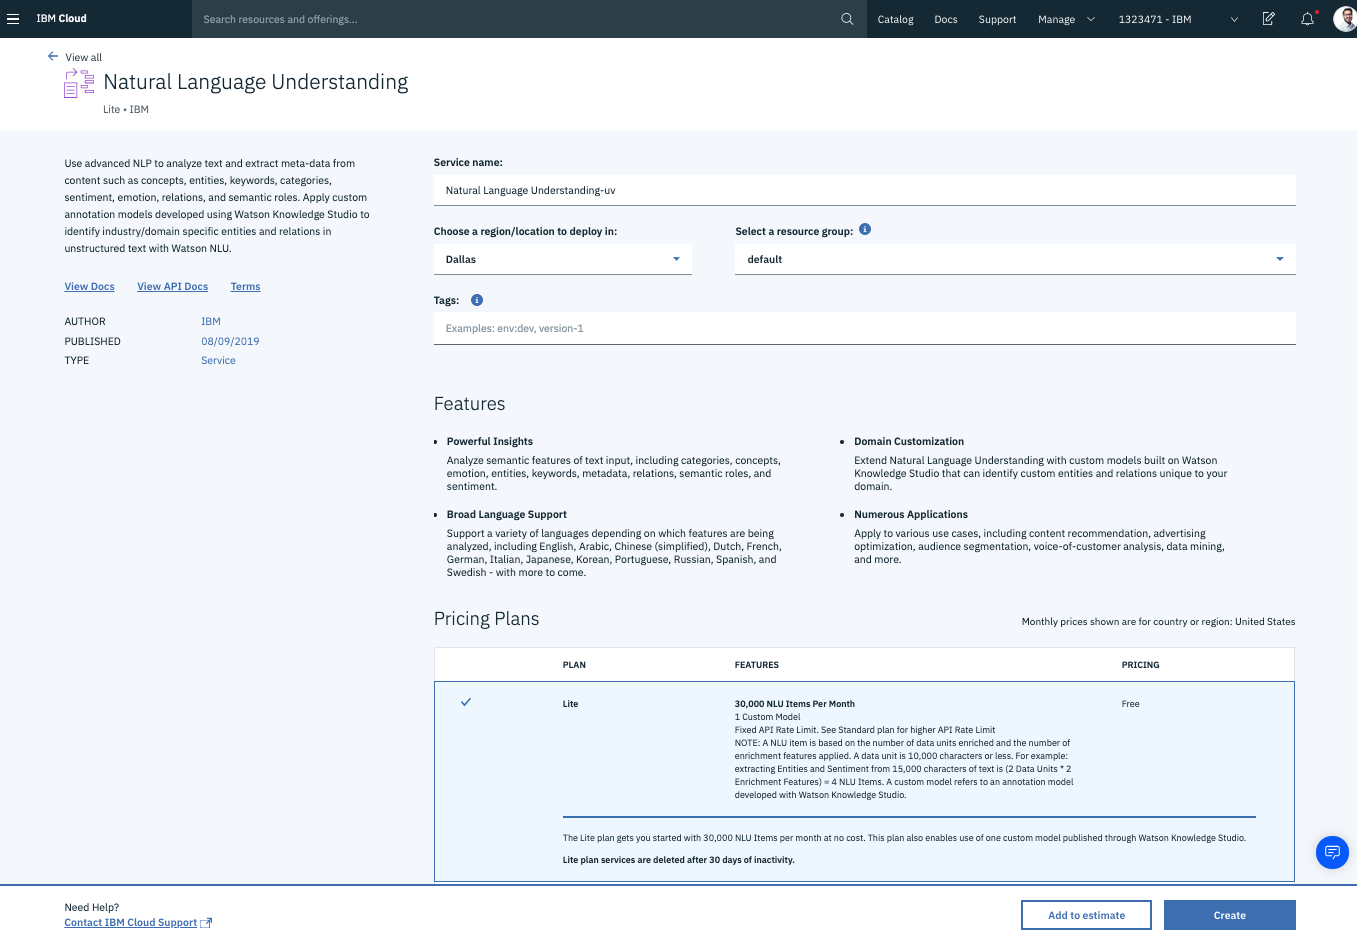 IBM Cloud
Search resources and offerings...
Catalog
Docs
Support
Manage
1323471 - IBM
View all
Natural Language Understanding
Lite • IBM
Use advanced NLP to analyze text and extract meta-data from
content such as concepts, entities, keywords, categories,
sentiment, emotion, relations, and semantic roles. Apply custom
annotation models developed using Watson Knowledge Studio to
identify industry/domain specific entities and relations in
unstructured text with Watson NLU.
View Docs
View API Docs
Terms
AUTHOR IBM
PUBLISHED 08/09/2019
TYPE Service
Service name:
Natural Language Understanding-uv
Choose a region/location to deploy in:
Dallas
Select a resource group:
default
Tags:
Examples: env:dev, version-1
Features
• Powerful Insights
Analyze semantic features of text input, including categories, concepts,
emotion, entities, keywords, metadata, relations, semantic roles, and
sentiment.
• Domain Customization
Extend Natural Language Understanding with custom models built on Watson
Knowledge Studio that can identify custom entities and relations unique to your
domain.
• Broad Language Support
Support a variety of languages depending on which features are being
analyzed, including English, Arabic, Chinese (simplified), Dutch, French,
German, Italian, Japanese, Korean, Portuguese, Russian, Spanish, and
Swedish - with more to come.
• Numerous Applications
Apply to various use cases, including content recommendation, advertising
optimization, audience segmentation, voice-of-customer analysis, data mining,
and more.
Pricing Plans
Monthly prices shown are for country or region: United States
PLAN FEATURES PRICING
Lite
30,000 NLU Items Per Month
1 Custom Model
Fixed API Rate Limit. See Standard plan for higher API Rate Limit
NOTE: A NLU item is based on the number of data units enriched and the number of
enrichment features applied. A data unit is 10,000 characters or less. For example:
extracting Entities and Sentiment from 15,000 characters of text is (2 Data Units * 2
Enrichment Features) = 4 NLU Items. A custom model refers to an annotation model
developed with Watson Knowledge Studio.
Free
The Lite plan gets you started with 30,000 NLU Items per month at no cost. This plan also enables use of one custom model published through Watson Knowledge Studio.
Lite plan services are deleted after 30 days of inactivity.
Need Help?
Contact IBM Cloud Support
Add to estimate
Create